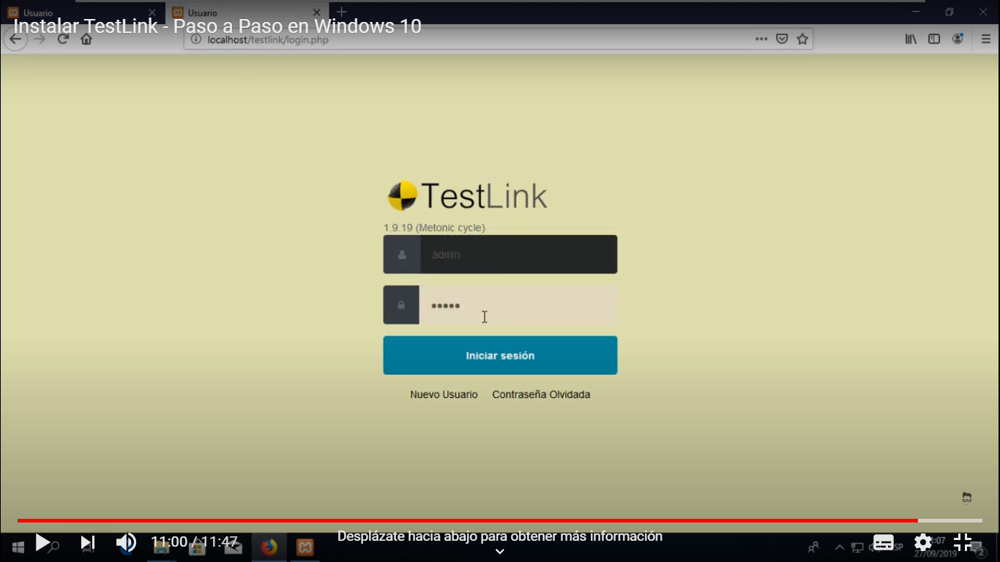 Usuario
Usuario
Instalar TestLink - Paso a Paso en Windows 10
localhost/testlink/login.php
TestLink
1.9.19 (Metonic cycle)
admin
Iniciar sesión
Nuevo Usuario Contraseña Olvidada
Desplázate hacia abajo para obtener más información
11:00 / 11:47
27/09/2019
2